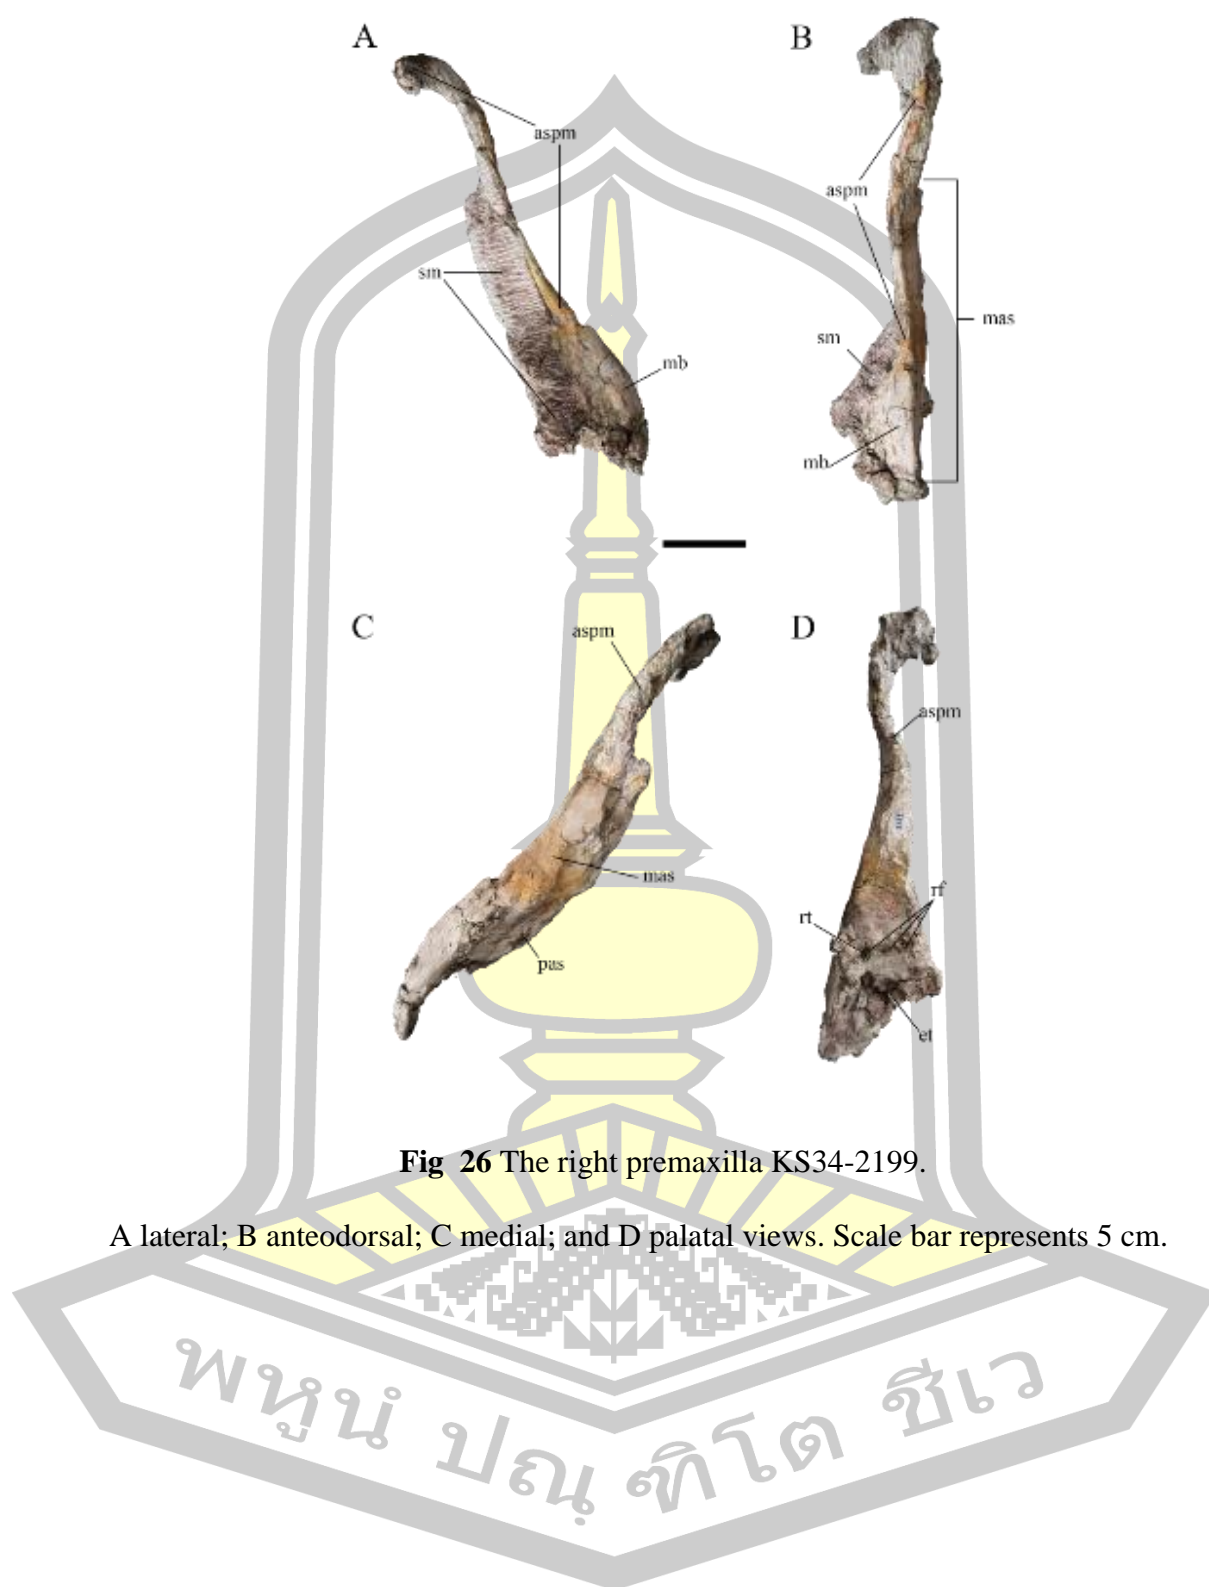 A
B
aspm
aspm
sm
sm
mas
mb
mb
C
D
aspm
aspm
mas
rf
rt
pas
et
Fig 26 The right premaxilla KS34-2199.
A lateral; B anteodorsal; C medial; and D palatal views. Scale bar represents 5 cm.
พหูนํ ปณฺฑิโต ชีเว